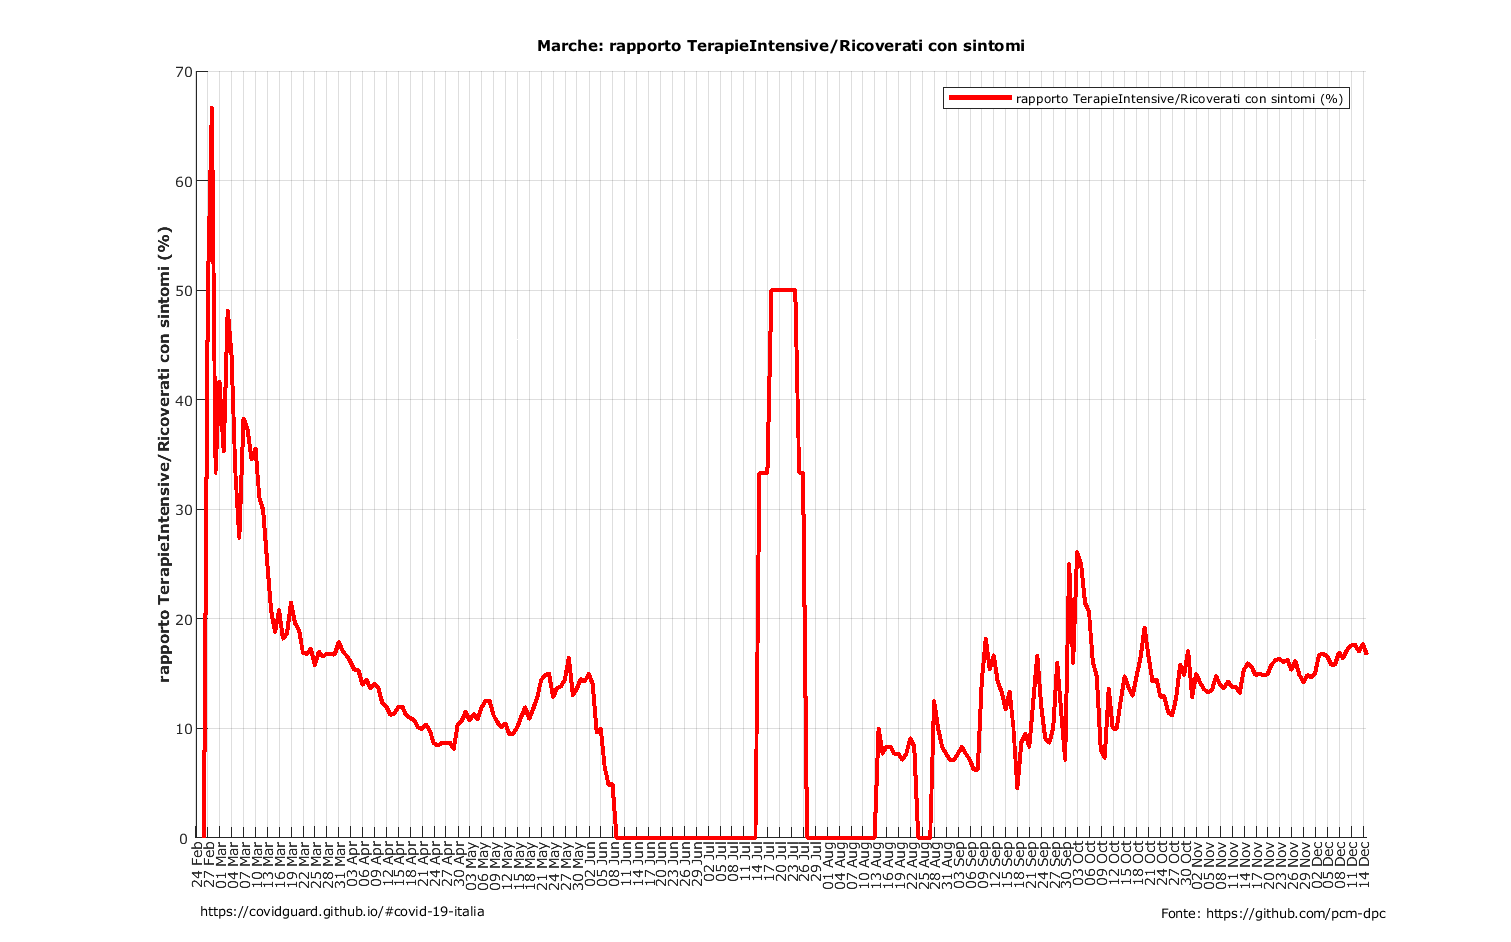 Marche: rapporto TerapieIntensive/Ricoverati con sintomi
rapporto TerapieIntensive/Ricoverati con sintomi (%)
rapporto TerapieIntensive/Ricoverati con sintomi (%)
70
60
50
40
30
20
10
0
24 Feb
27 Feb
01 Mar
04 Mar
07 Mar
10 Mar
13 Mar
16 Mar
19 Mar
22 Mar
25 Mar
28 Mar
31 Mar
03 Apr
06 Apr
09 Apr
12 Apr
15 Apr
18 Apr
21 Apr
24 Apr
27 Apr
30 Apr
03 May
06 May
09 May
12 May
15 May
18 May
21 May
24 May
27 May
30 May
02 Jun
05 Jun
08 Jun
11 Jun
14 Jun
17 Jun
20 Jun
23 Jun
26 Jun
29 Jun
02 Jul
05 Jul
08 Jul
11 Jul
14 Jul
17 Jul
20 Jul
23 Jul
26 Jul
29 Jul
01 Aug
04 Aug
07 Aug
10 Aug
13 Aug
16 Aug
19 Aug
22 Aug
25 Aug
28 Aug
31 Aug
03 Sep
06 Sep
09 Sep
12 Sep
15 Sep
18 Sep
21 Sep
24 Sep
27 Sep
30 Sep
03 Oct
06 Oct
09 Oct
12 Oct
15 Oct
18 Oct
21 Oct
24 Oct
27 Oct
30 Oct
02 Nov
05 Nov
08 Nov
11 Nov
14 Nov
17 Nov
20 Nov
23 Nov
26 Nov
29 Nov
02 Dec
05 Dec
08 Dec
11 Dec
14 Dec
https://covidguard.github.io/#covid-19-italia
Fonte: https://github.com/pcm-dpc